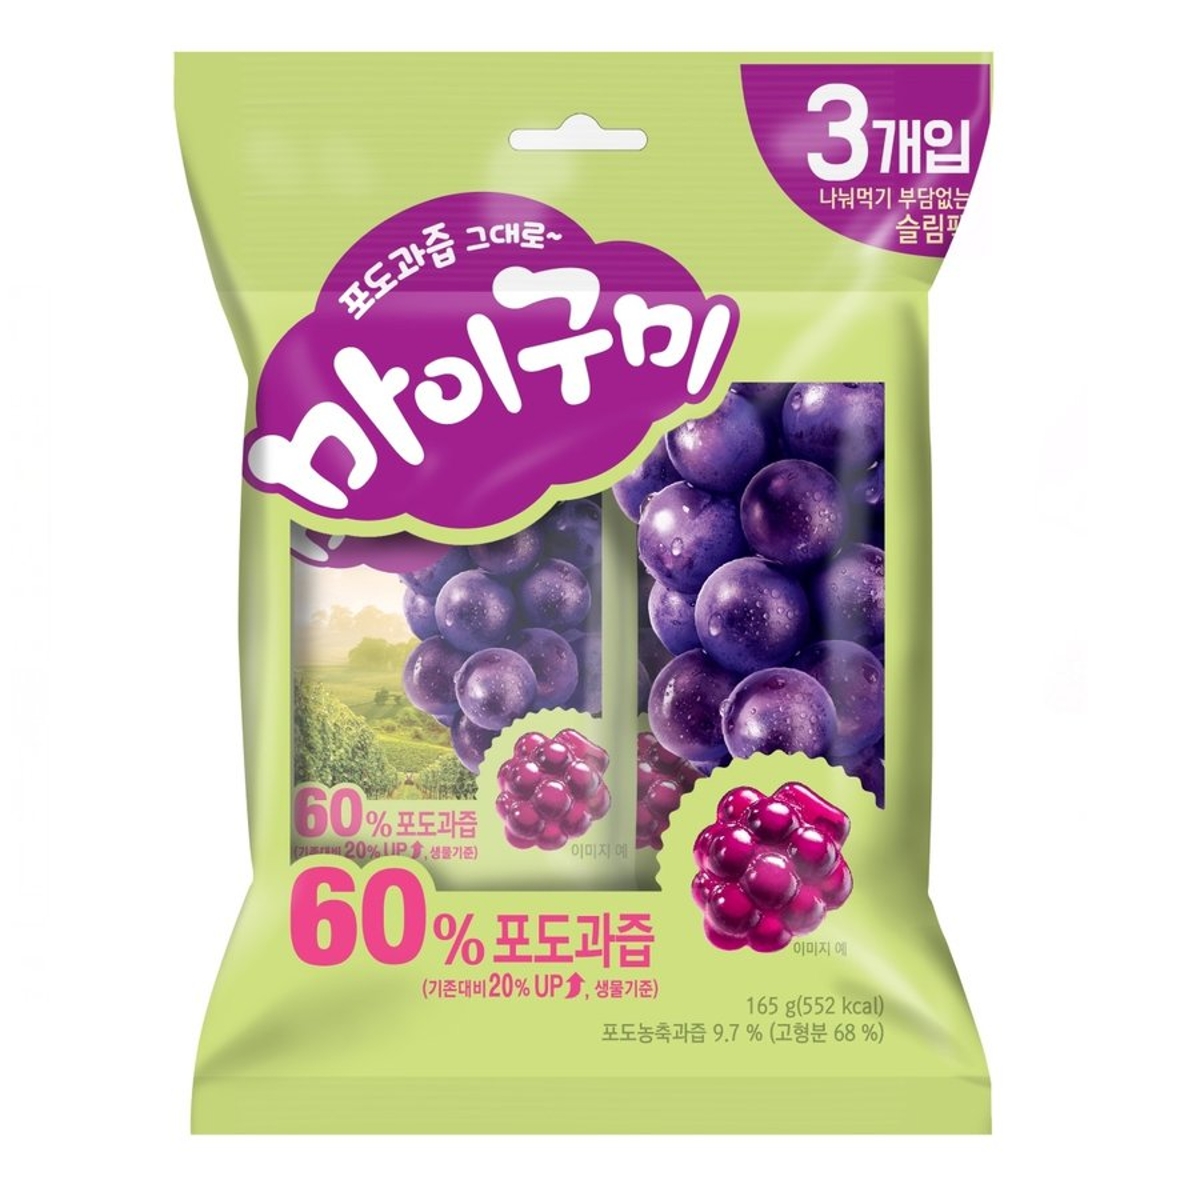 3개입
나눠먹기 부담없는
슬림팩
포도과즙 그대로~
마이구미
60% 포도과즙
(기존대비 20% UP, 생물기준)
이미지 예
60% 포도과즙
(기존대비 20% UP, 생물기준)
이미지 예
165 g(552 kcal)
포도농축과즙 9.7 % (고형분 68 %)